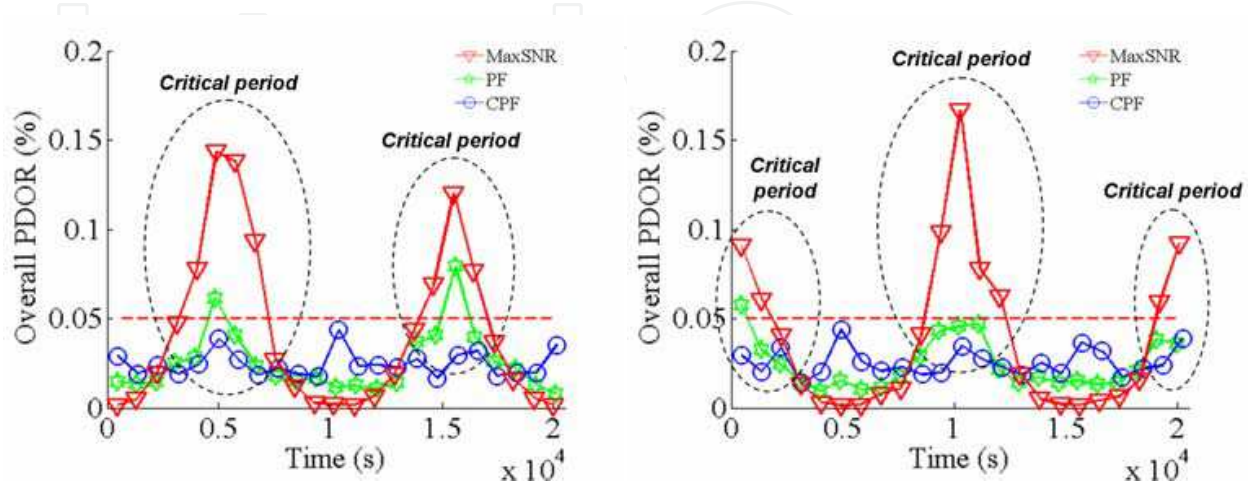 0.2
0.15
0.1
0.05
0
Overall PDOR (%)
Critical period
Critical period
MaxSNR
PF
CPF
0 0.5 1 1.5 2
Time (s)
x 10^4
0.2
0.15
0.1
0.05
0
Overall PDOR (%)
Critical
period
Critical period
Critical period
MaxSNR
PF
CPF
0 0.5 1 1.5 2
Time (s)
x 10^4